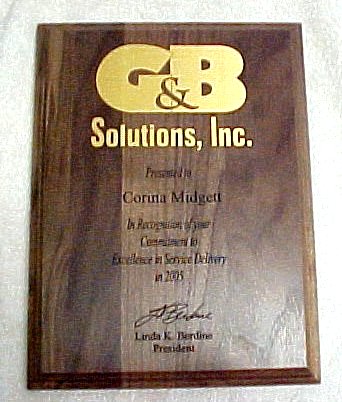 G&B
Solutions, Inc.
Presented to
Corina Midgett
In Recognition of your
Commitment to
Excellence in Service Delivery
in 2005
L K Berdine
Linda K. Berdine
President